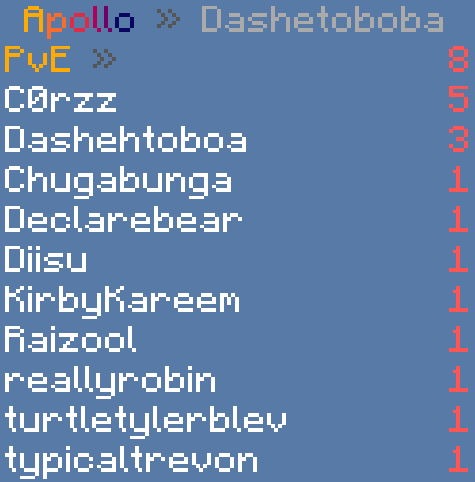 Apollo » Dashetoboba
PvE » 8
C0rzz 5
Dashehtoboa 3
Chugabunga 1
Declarebear 1
Diisu 1
KirbyKareem 1
Raizool 1
reallyrobin 1
turtletylerblev 1
typicaltrevon 1